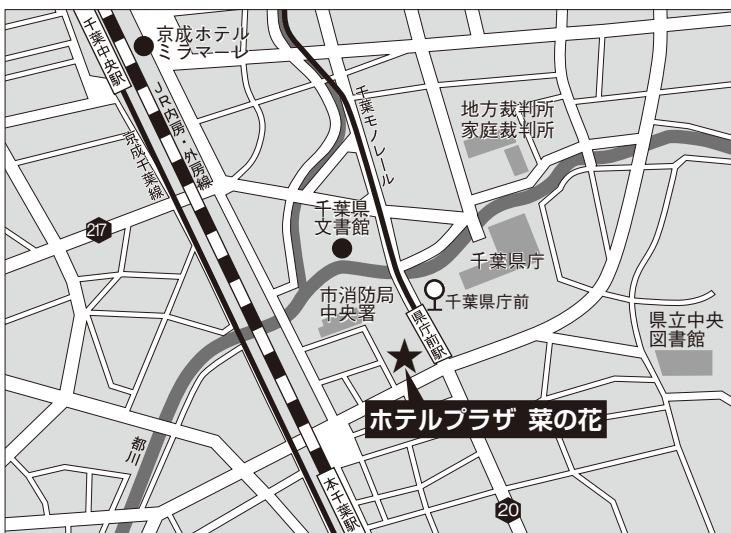 京成ホテル
ミラマーレ
千葉中央駅
JR内房・外房線
京成千葉線
千葉モノレール
地方裁判所
家庭裁判所
217
千葉県
文書館
千葉県庁
市消防局
中央署
千葉県庁前
県庁前駅
県立中央
図書館
ホテルプラザ 菜の花
都川
本千葉駅
20